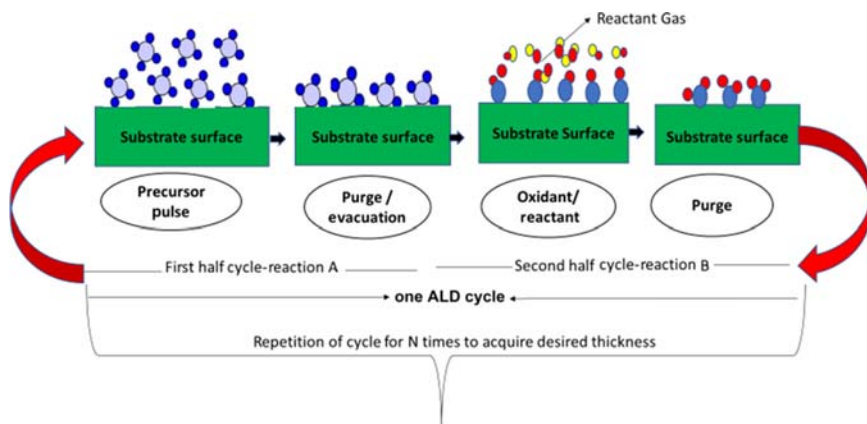 Reactant Gas
Substrate surface
Substrate surface
Substrate Surface
Substrate surface
Precursor
pulse
Purge /
evacuation
Oxidant/
reactant
Purge
First half cycle-reaction A
Second half cycle-reaction B
one ALD cycle
Repetition of cycle for N times to acquire desired thickness